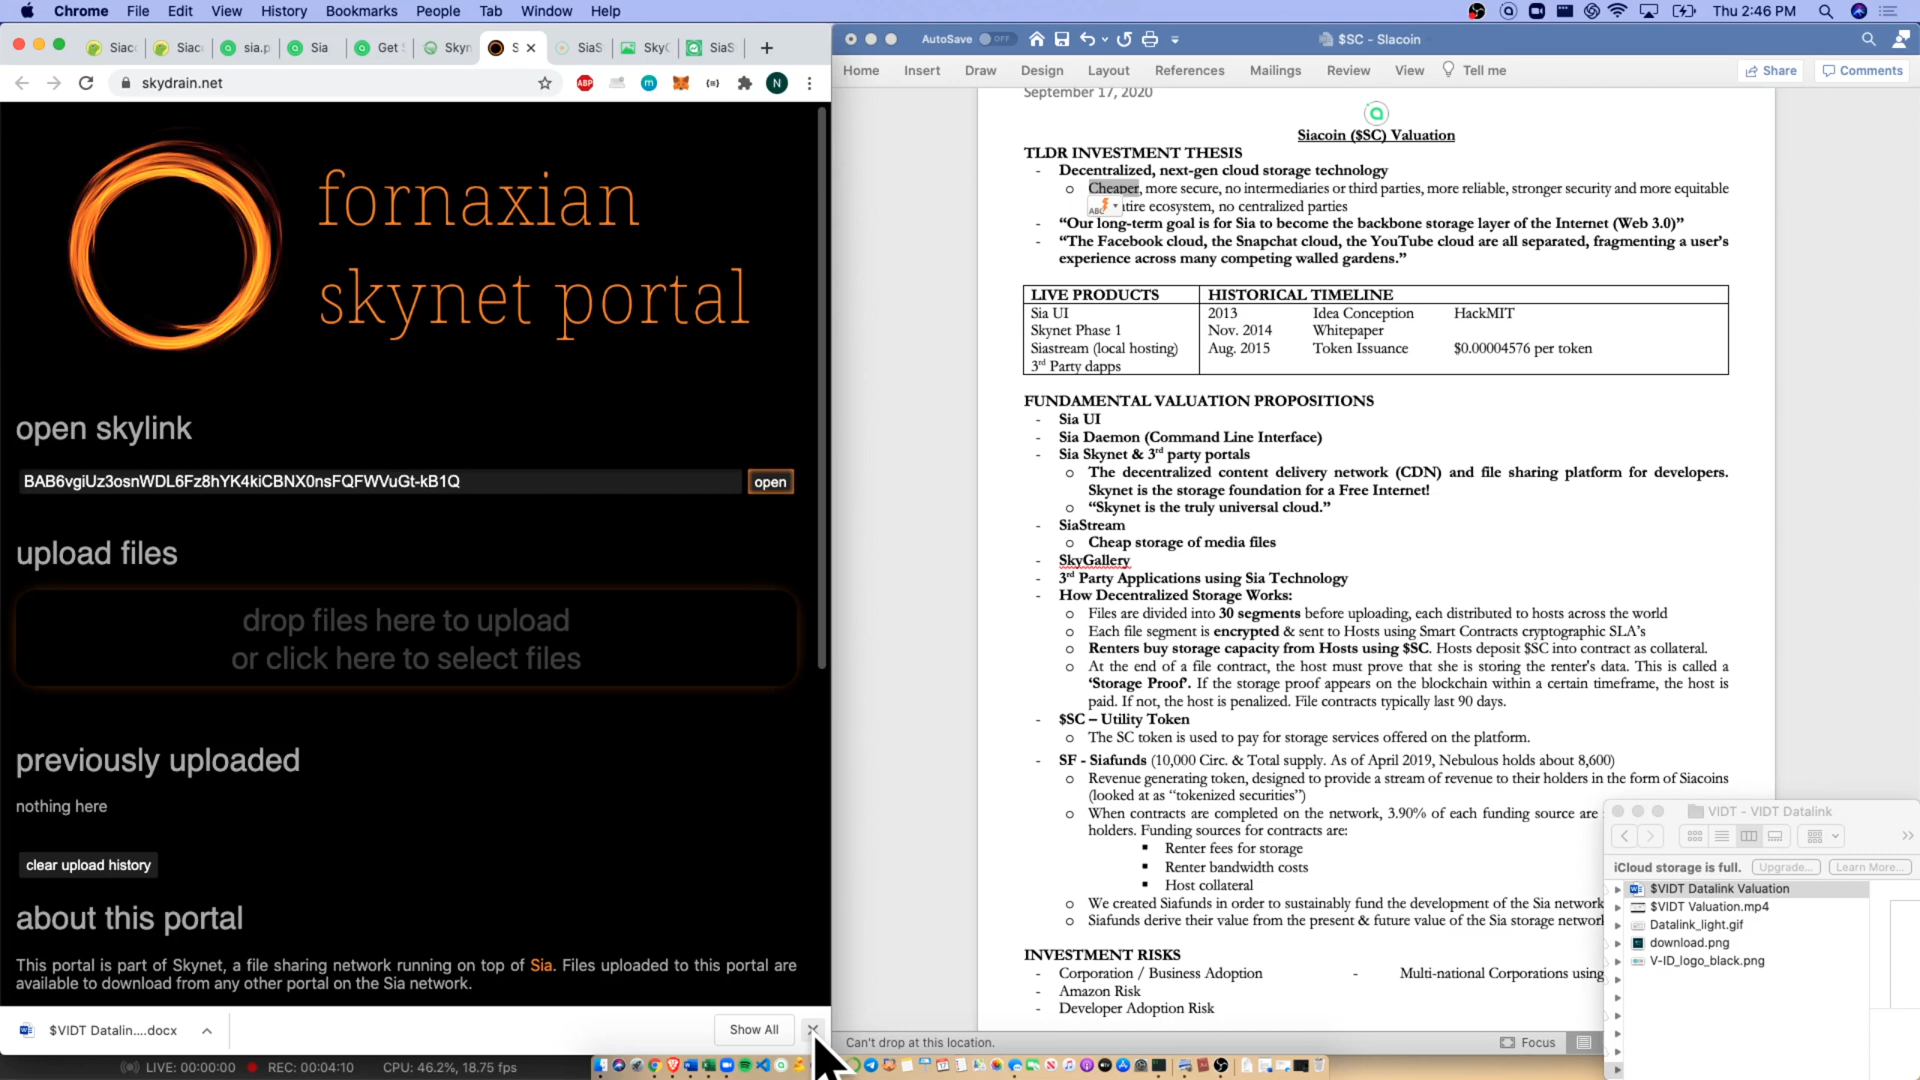 Chrome File Edit View History Bookmarks People Tab Window Help
Thu 2:46 PM
Siaco Siac sia.p Sia Get Skyn S SiaS Sky SiaS
skydrain.net
ABP m N
fornaxian
skynet portal
open skylink
BAB6vgiUz3osnWDL6Fz8hYK4kiCBNX0nsFQFWVuGt-kB1Q
open
upload files
drop files here to upload
or click here to select files
previously uploaded
nothing here
clear upload history
about this portal
This portal is part of Skynet, a file sharing network running on top of Sia. Files uploaded to this portal are
available to download from any other portal on the Sia network.
$VIDT Datalin....docx
Show All
LIVE: 00:00:00 REC: 00:04:10 CPU: 46.2%, 18.75 fps
AutoSave OFF
$SC - SIacoin
Home Insert Draw Design Layout References Mailings Review View Tell me
Share Comments
September 17, 2020
Siacoin ($SC) Valuation
TLDR INVESTMENT THESIS
- Decentralized, next-gen cloud storage technology
o Cheaper, more secure, no intermediaries or third parties, more reliable, stronger security and more equitable
ABC tire ecosystem, no centralized parties
- “Our long-term goal is for Sia to become the backbone storage layer of the Internet (Web 3.0)”
- “The Facebook cloud, the Snapchat cloud, the YouTube cloud are all separated, fragmenting a user’s
experience across many competing walled gardens.”
LIVE PRODUCTS HISTORICAL TIMELINE
Sia UI 2013 Idea Conception HackMIT
Skynet Phase 1 Nov. 2014 Whitepaper
Siastream (local hosting) Aug. 2015 Token Issuance $0.00004576 per token
3rd Party dapps
FUNDAMENTAL VALUATION PROPOSITIONS
- Sia UI
- Sia Daemon (Command Line Interface)
- Sia Skynet & 3rd party portals
o The decentralized content delivery network (CDN) and file sharing platform for developers.
Skynet is the storage foundation for a Free Internet!
o “Skynet is the truly universal cloud.”
- SiaStream
o Cheap storage of media files
- SkyGallery
- 3rd Party Applications using Sia Technology
- How Decentralized Storage Works:
o Files are divided into 30 segments before uploading, each distributed to hosts across the world
o Each file segment is encrypted & sent to Hosts using Smart Contracts cryptographic SLA’s
o Renters buy storage capacity from Hosts using $SC. Hosts deposit $SC into contract as collateral.
o At the end of a file contract, the host must prove that she is storing the renter's data. This is called a
‘Storage Proof’. If the storage proof appears on the blockchain within a certain timeframe, the host is
paid. If not, the host is penalized. File contracts typically last 90 days.
- $SC – Utility Token
o The SC token is used to pay for storage services offered on the platform.
- SF - Siafunds (10,000 Circ. & Total supply. As of April 2019, Nebulous holds about 8,600)
o Revenue generating token, designed to provide a stream of revenue to their holders in the form of Siacoins
(looked at as “tokenized securities”)
o When contracts are completed on the network, 3.90% of each funding source are
holders. Funding sources for contracts are:
▪ Renter fees for storage
▪ Renter bandwidth costs
▪ Host collateral
o We created Siafunds in order to sustainably fund the development of the Sia network
o Siafunds derive their value from the present & future value of the Sia storage network
INVESTMENT RISKS
- Corporation / Business Adoption - Multi-national Corporations using
- Amazon Risk
- Developer Adoption Risk
Can't drop at this location.
Focus
VIDT - VIDT Datalink
iCloud storage is full. Upgrade... Learn More...
$VIDT Datalink Valuation
$VIDT Valuation.mp4
Datalink_light.gif
download.png
V-ID_logo_black.png